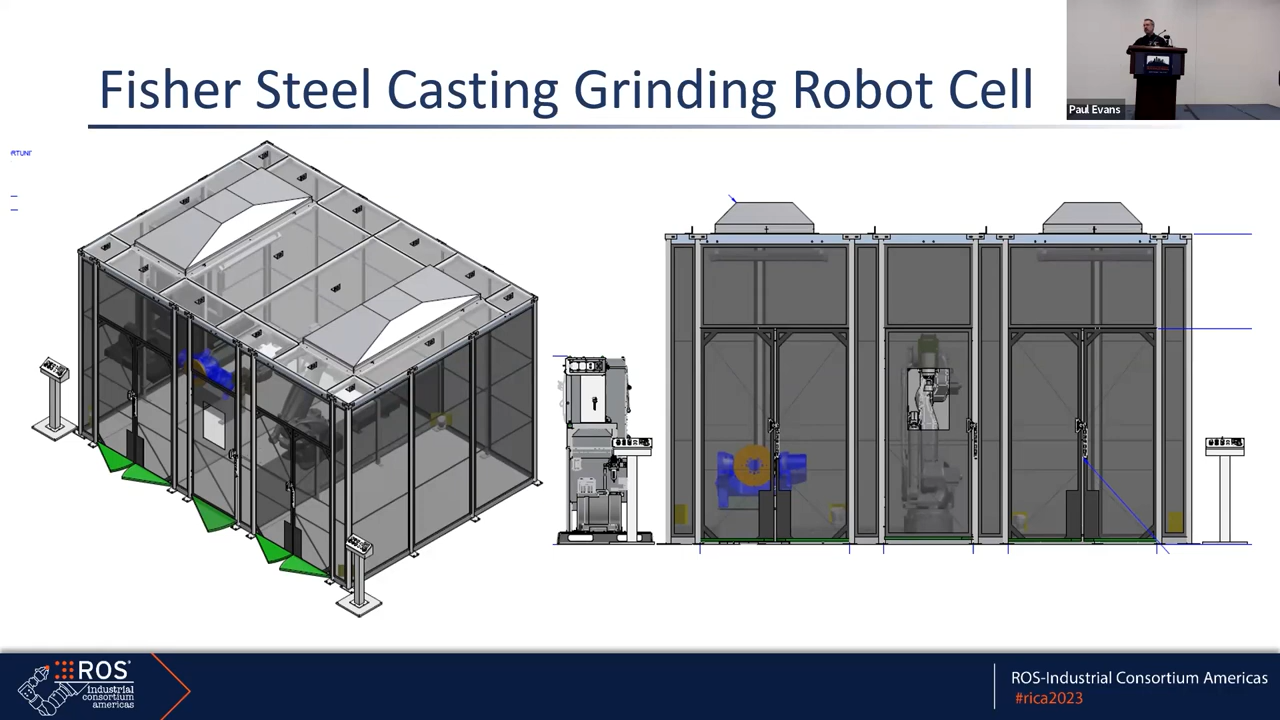 Fisher Steel Casting Grinding Robot Cell
Paul Evans
ROS
industrial
consortium
americas
ROS-Industrial Consortium Americas
#rica2023